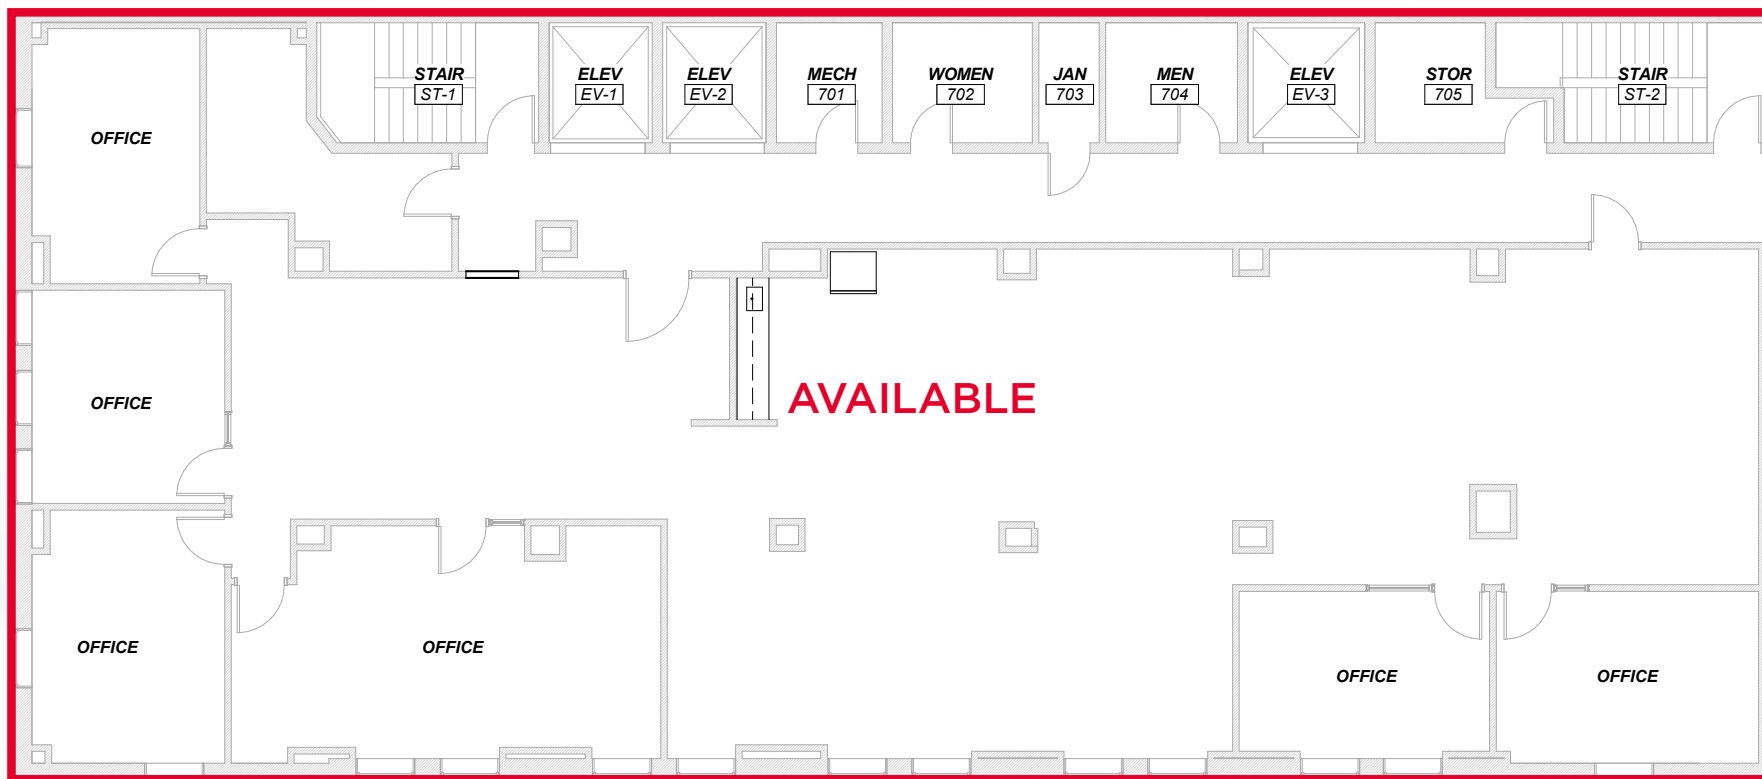 STAIR
ST-1
ELEV
EV-1
ELEV
EV-2
MECH
701
WOMEN
702
JAN
703
MEN
704
ELEV
EV-3
STOR
705
STAIR
ST-2
OFFICE
OFFICE
AVAILABLE
OFFICE
OFFICE
OFFICE
OFFICE